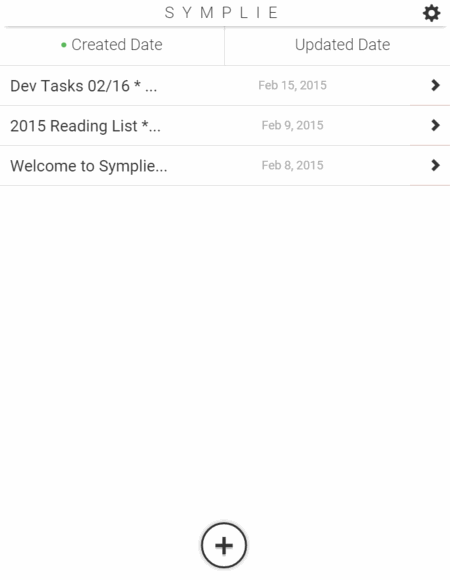 SYMPLIE
Created Date Updated Date
Dev Tasks 02/16 * ... Feb 15, 2015
2015 Reading List *... Feb 9, 2015
Welcome to Symplie... Feb 8, 2015